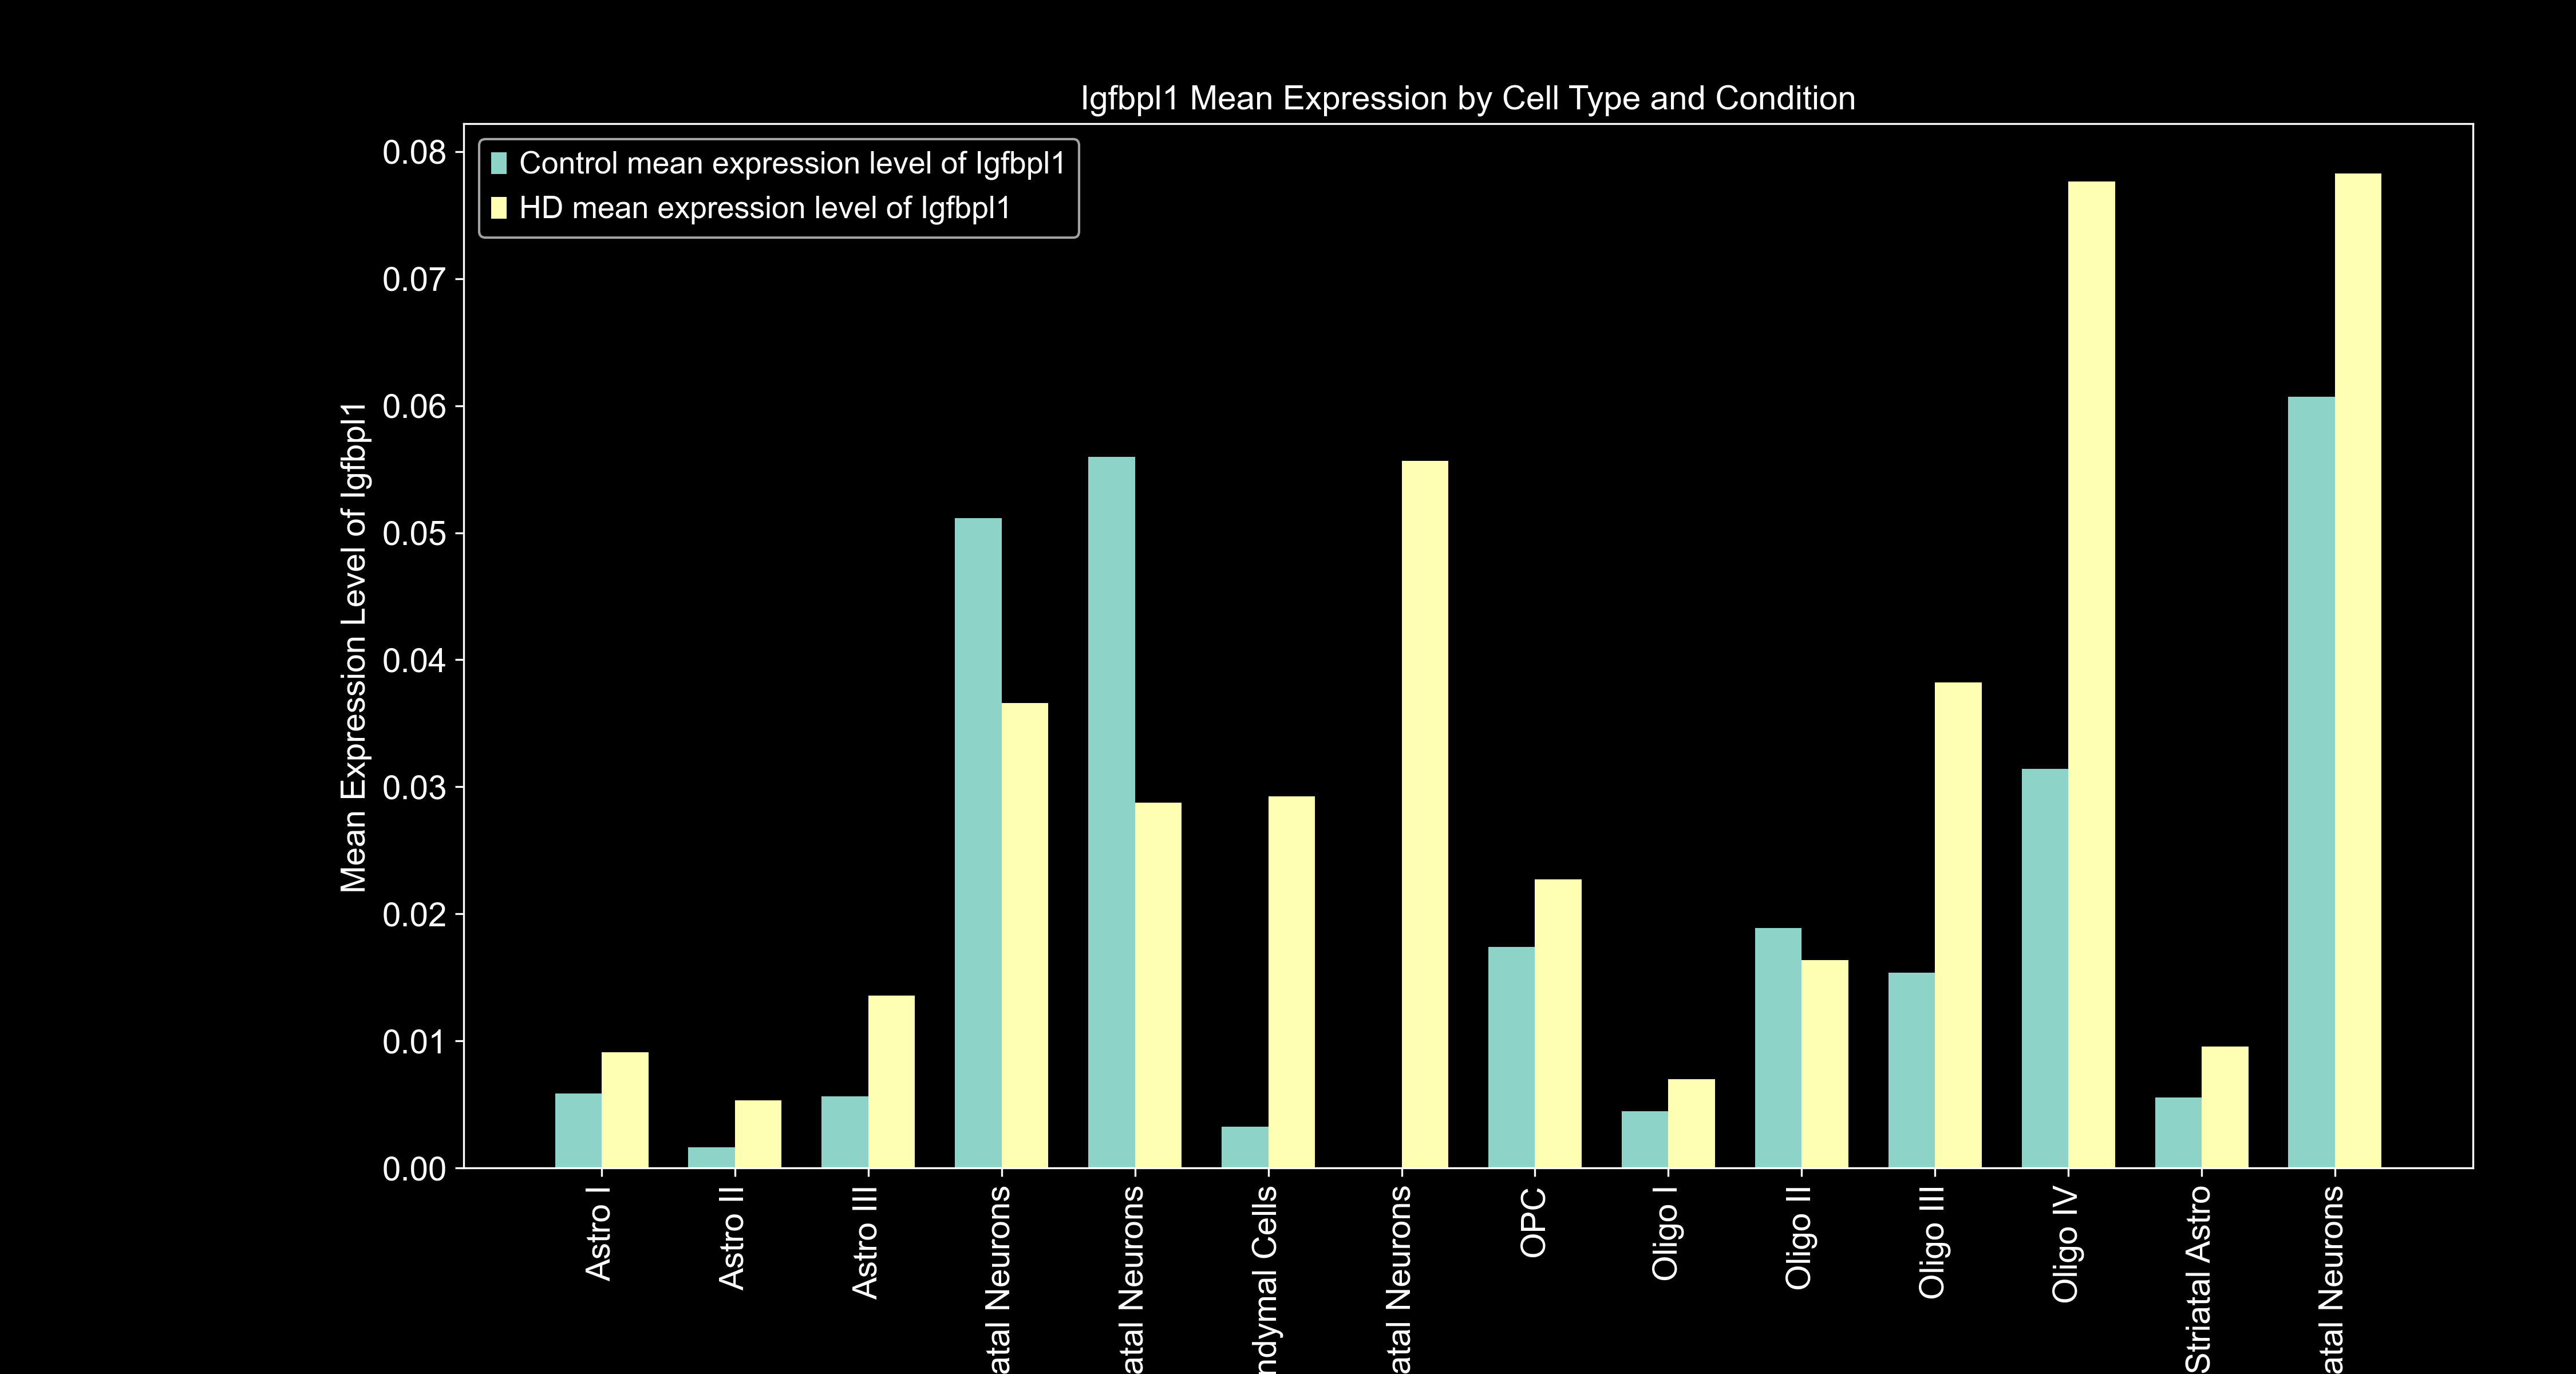 Igfbpl1 Mean Expression by Cell Type and Condition
Control mean expression level of Igfbpl1
HD mean expression level of Igfbpl1
Mean Expression Level of Igfbpl1
0.08
0.07
0.06
0.05
0.04
0.03
0.02
0.01
0.00
Astro I
Astro II
Astro III
atal Neurons
atal Neurons
ndymal Cells
atal Neurons
OPC
Oligo I
Oligo II
Oligo III
Oligo IV
Striatal Astro
atal Neurons